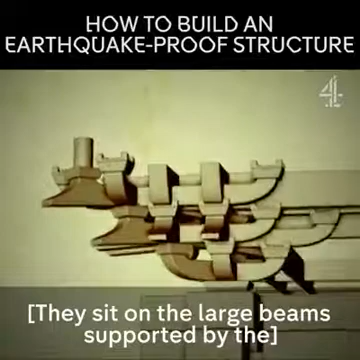 HOW TO BUILD AN
EARTHQUAKE-PROOF STRUCTURE
4
[They sit on the large beams
supported by the]